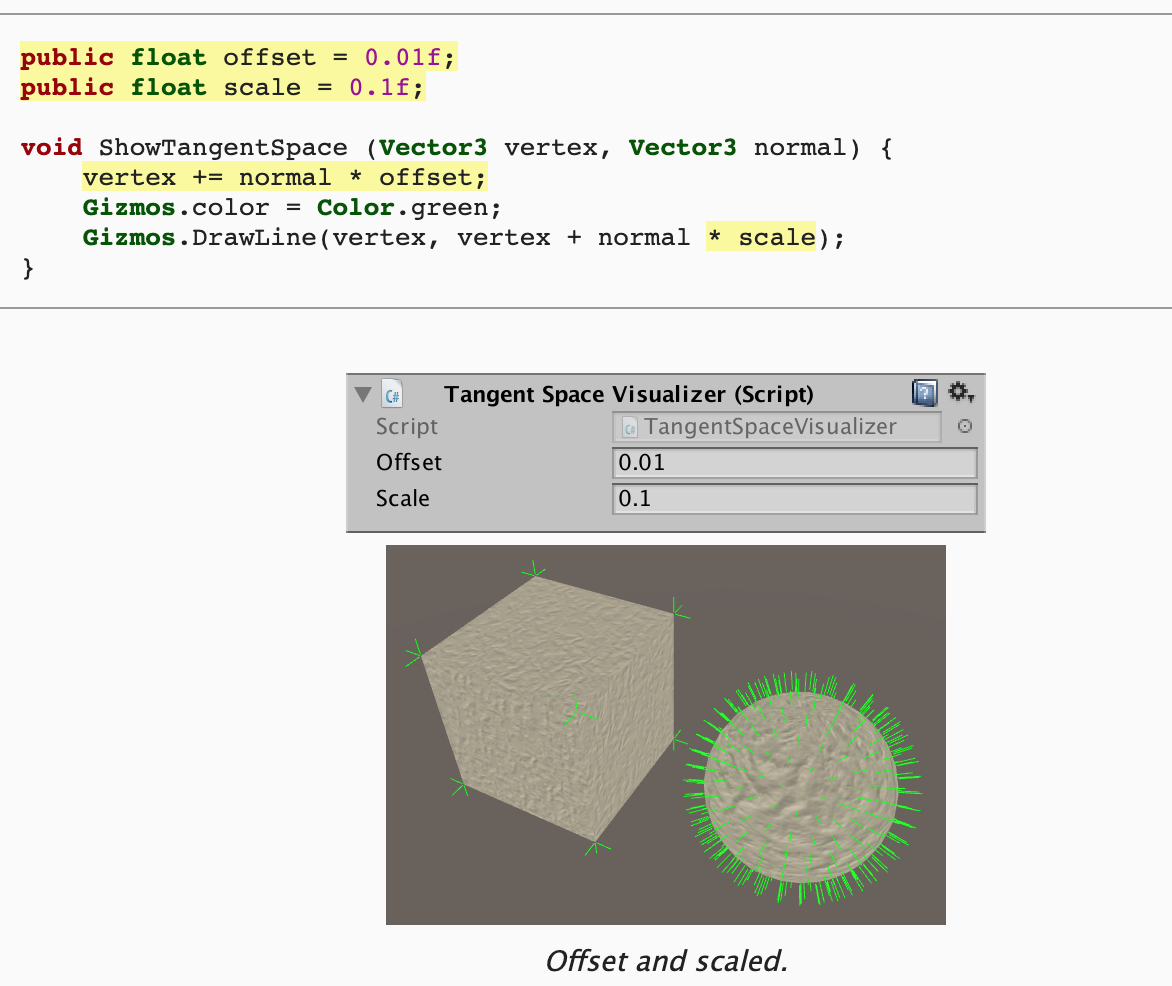 public float offset = 0.01f;
public float scale = 0.1f;
void ShowTangentSpace (Vector3 vertex, Vector3 normal) {
vertex += normal * offset;
Gizmos.color = Color.green;
Gizmos.DrawLine(vertex, vertex + normal * scale);
}
C# Tangent Space Visualizer (Script) ?
Script C# TangentSpaceVisualizer
Offset 0.01
Scale 0.1
Offset and scaled.